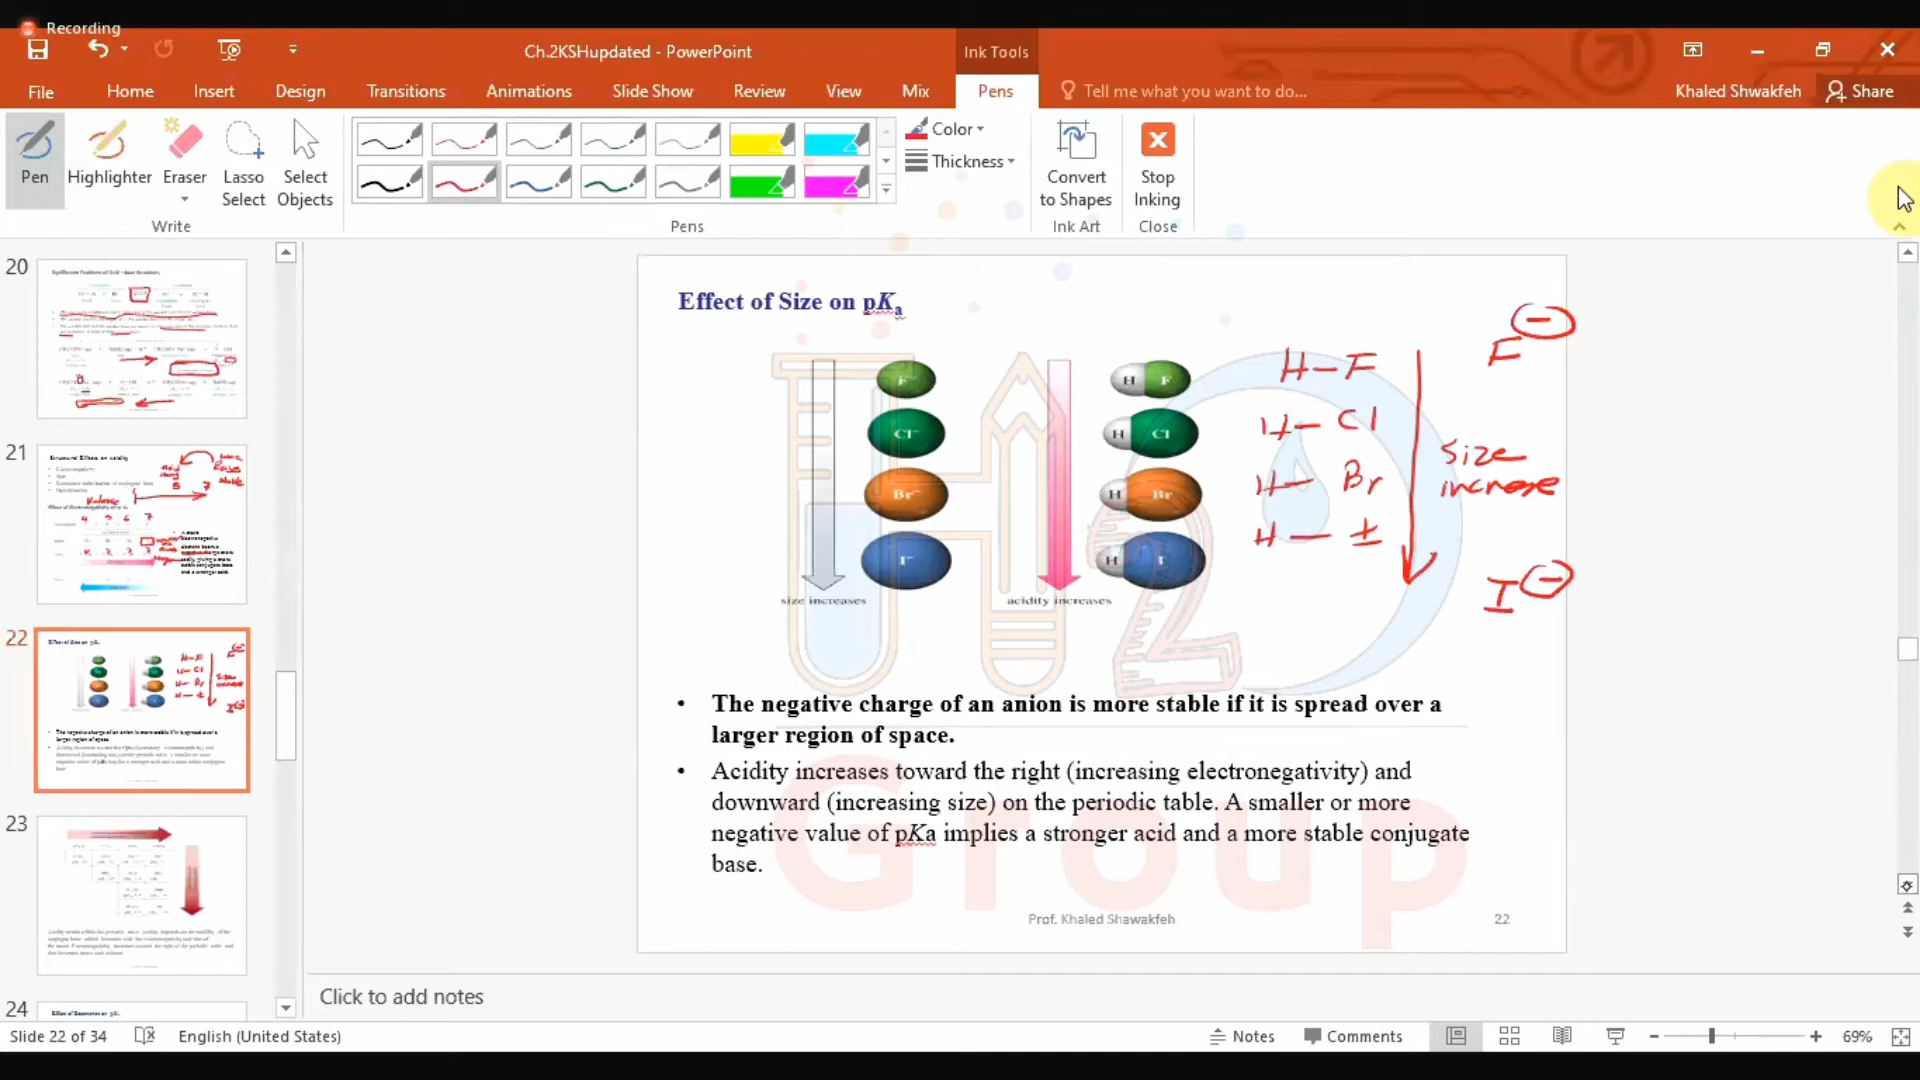 Recording
Ch.2KSHupdated - PowerPoint
Ink Tools
File
Home
Insert
Design
Transitions
Animations
Slide Show
Review
View
Mix
Pens
Tell me what you want to do...
Khaled Shwakfeh
Share
Pen
Highlighter
Eraser
Lasso
Select
Select
Objects
Color
Thickness
Convert
to Shapes
Stop
Inking
Write
Pens
Ink Art
Close
20
21
22
23
24
Effect of Size on pKa
F⁻
Cl⁻
Br⁻
I⁻
size increases
H F
H Cl
H Br
H I
acidity increases
H-F
H-Cl
H-Br
H-I
Size
increase
F⁻
I⁻
• The negative charge of an anion is more stable if it is spread over a
larger region of space.
• Acidity increases toward the right (increasing electronegativity) and
downward (increasing size) on the periodic table. A smaller or more
negative value of pKa implies a stronger acid and a more stable conjugate
base.
Prof. Khaled Shawakfeh
22
H2O
Group
Click to add notes
Slide 22 of 34
English (United States)
Notes
Comments
69%